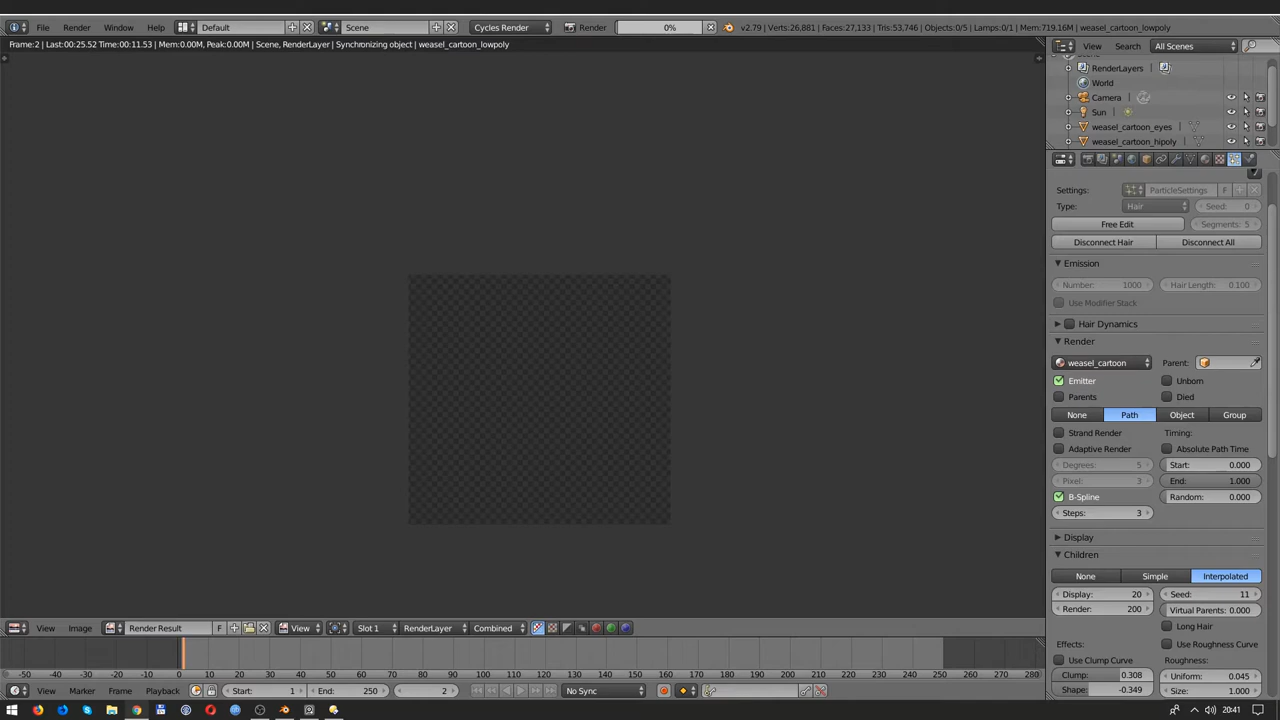 File Render Window Help Default Scene Cycles Render Render 0% v2.79 | Verts:26,881 | Faces:27,133 | Tris:53,746 | Objects:0/5 | Lamps:0/1 | Mem:719.16M | Scene
Frame:2 | Last:00:25.52 Time:00:11.53 | Mem:0.00M, Peak:0.00M | Scene, RenderLayer | Synchronizing object | weasel_cartoon_lowpoly
View Search All Scenes
RenderLayers |
World
Camera |
Sun |
weasel_cartoon_eyes |
weasel_cartoon_hipoly |
Settings: ParticleSettings F
Type: Hair Seed: 0
Free Edit Segments: 5
Disconnect Hair Disconnect All
Emission
Number: 1000 Hair Length: 0.100
Use Modifier Stack
Hair Dynamics
Render
weasel_cartoon Parent:
Emitter Unborn
Parents Died
None Path Object Group
Strand Render Timing:
Adaptive Render Absolute Path Time
Degrees: 5 Start: 0.000
Pixel: 3 End: 1.000
B-Spline Random: 0.000
Steps: 3
Display
Children
None Simple Interpolated
Display: 20 Seed: 11
Render: 200 Virtual Parents: 0.000
Long Hair
Effects: Use Roughness Curve
Use Clump Curve Roughness:
Clump: 0.308 Uniform: 0.045
Shape: -0.349 Size: 1.000
View Image Render Result F View Slot 1 RenderLayer Combined
-50 -40 -30 -20 -10 0 10 20 30 40 50 60 70 80 90 100 110 120 130 140 150 160 170 180 190 200 210 220 230 240 250 260 270 280
View Marker Frame Playback Start: 1 End: 250 2 No Sync
20:41